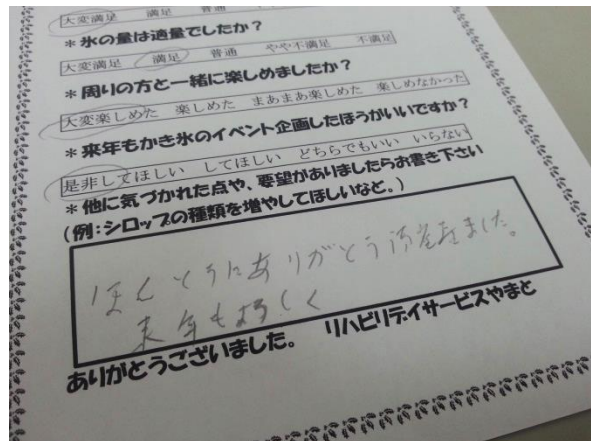 大変満足 満足 普通
*氷の量は適量でしたか?
大変満足 満足 普通 やや不満足 不満足
*周りの方と一緒に楽しめましたか?
大変楽しめた 楽しめた まあまあ楽しめた 楽しめなかった
*来年もかき氷のイベント企画したほうがいいですか?
是非してほしい してほしい どちらでもいい いらない
*他に気づかれた点や、要望がありましたらお書き下さい
(例:シロップの種類を増やしてほしいなど。)
ほんとうにありがとう御座ました。
来年も宜しく
ありがとうございました。 リハビリデイサービスやまと